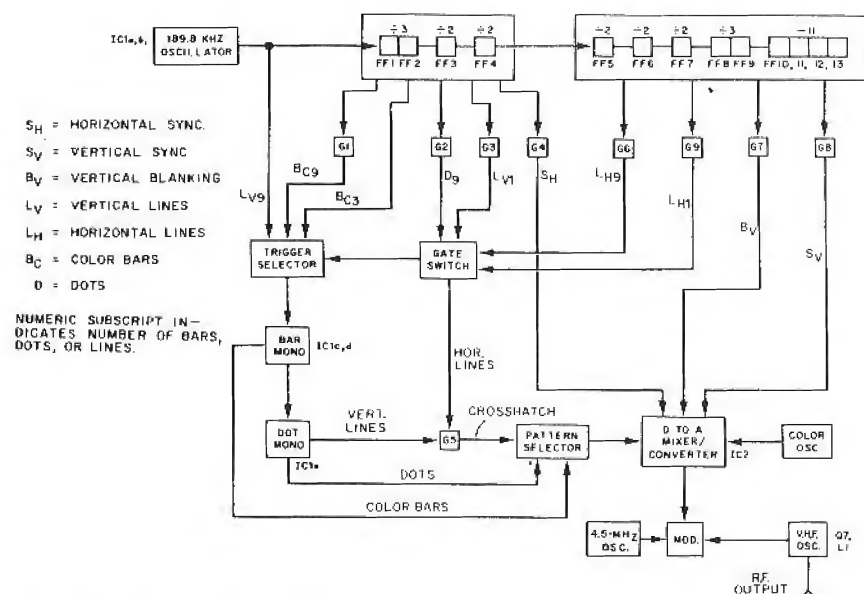 ÷3 ÷2 ÷2
÷2 ÷2 ÷2 ÷3 ÷11
IC1a,b,
189.8 KHZ
OSCILLATOR
FF1 FF2 FF3 FF4
FF5 FF6 FF7 FF8 FF9 FF10, 11, 12, 13
SH = HORIZONTAL SYNC.
SV = VERTICAL SYNC
BV = VERTICAL BLANKING
LV = VERTICAL LINES
LH = HORIZONTAL LINES
BC = COLOR BARS
D = DOTS
NUMERIC SUBSCRIPT IN-
DICATES NUMBER OF BARS,
DOTS, OR LINES.
G1 G2 G3 G4 G6 G9 G7 G8
LV9 BC9 BC3 D9 LV1 SH LH9 LH1 BV SV
TRIGGER
SELECTOR
GATE
SWITCH
BAR
MONO
IC1c,d
HOR.
LINES
DOT
MONO
IC1e
VERT.
LINES
G5
CROSSHATCH
PATTERN
SELECTOR
D TO A
MIXER/
CONVERTER
IC2
COLOR
OSC
DOTS
COLOR BARS
4.5-MHZ
OSC.
MOD.
V.H.F.
OSC.
Q7,
L1
R.F.
OUTPUT